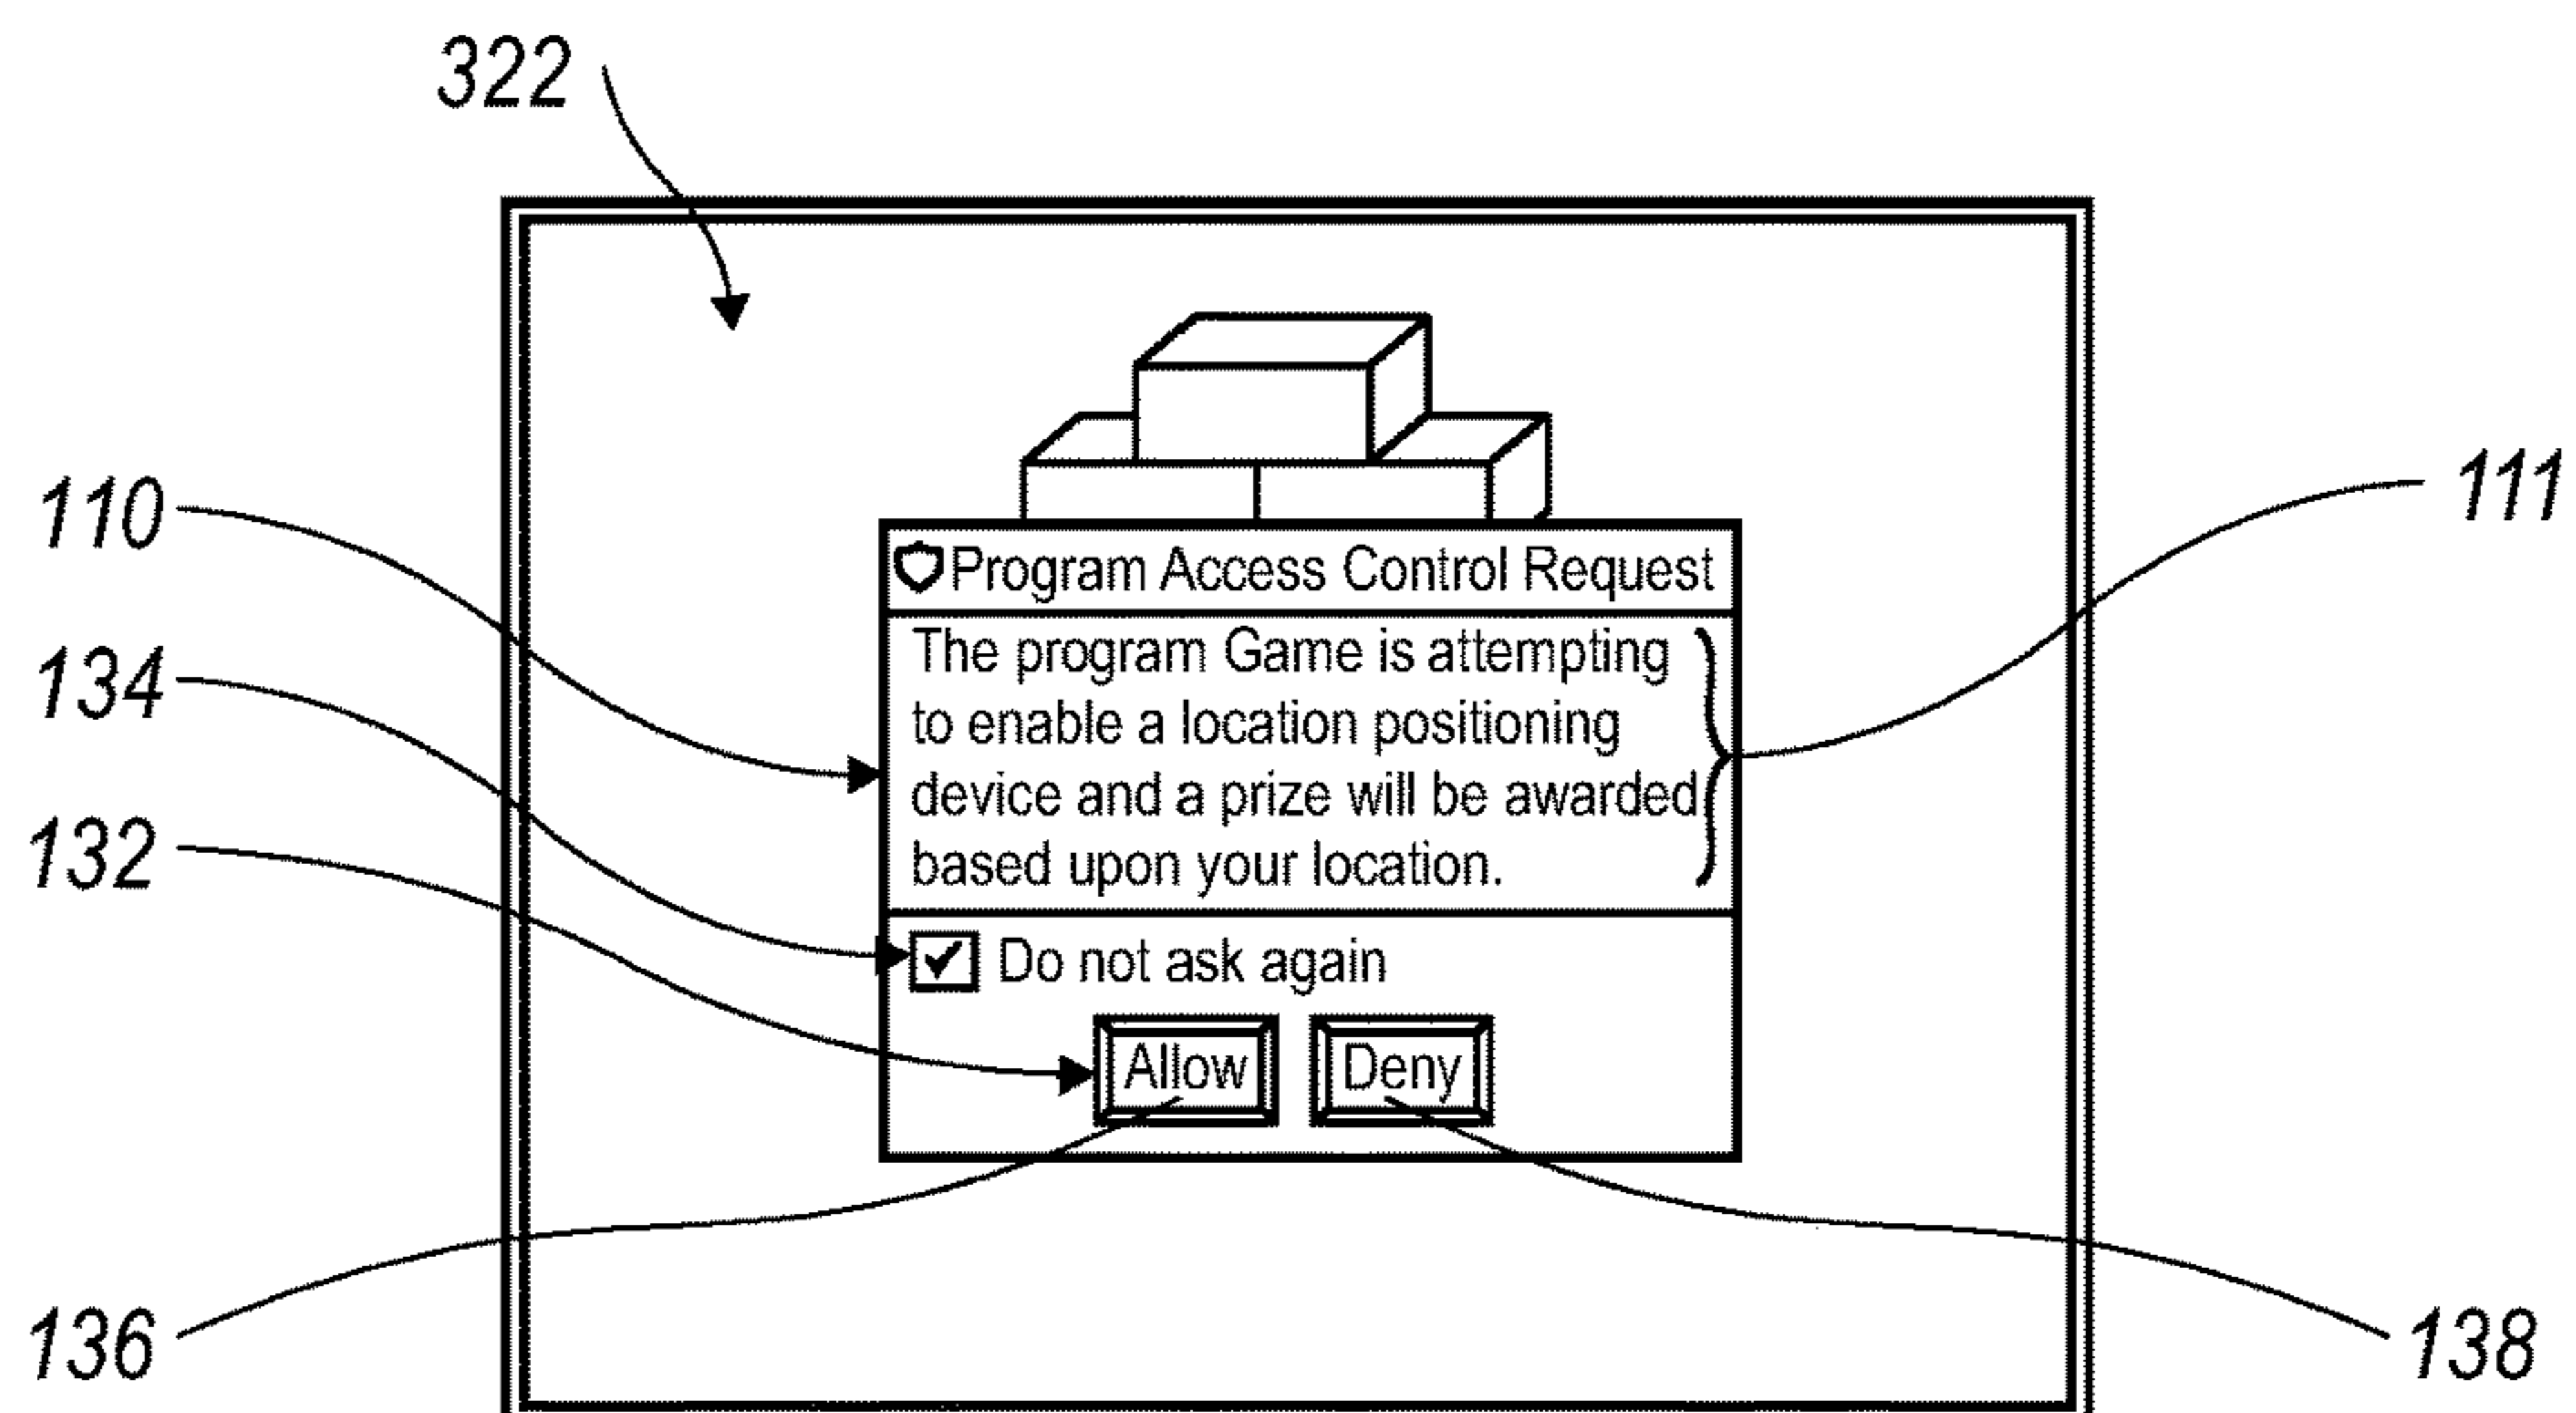 322
110
111
Program Access Control Request
The program Game is attempting
to enable a location positioning
device and a prize will be awarded
based upon your location.
134
132
Do not ask again
Allow Deny
136
138